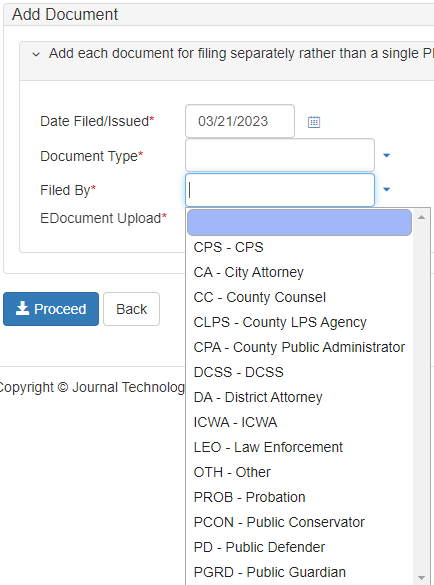 Add Document
Add each document for filing separately rather than a single
Date Filed/Issued*
03/21/2023
Document Type*
Filed By*
EDocument Upload*
CPS - CPS
CA - City Attorney
CC - County Counsel
CLPS - County LPS Agency
CPA - County Public Administrator
DCSS - DCSS
DA - District Attorney
ICWA - ICWA
LEO - Law Enforcement
OTH - Other
PROB - Probation
PCON - Public Conservator
PD - Public Defender
PGRD - Public Guardian
Proceed
Back
Copyright © Journal Technolog